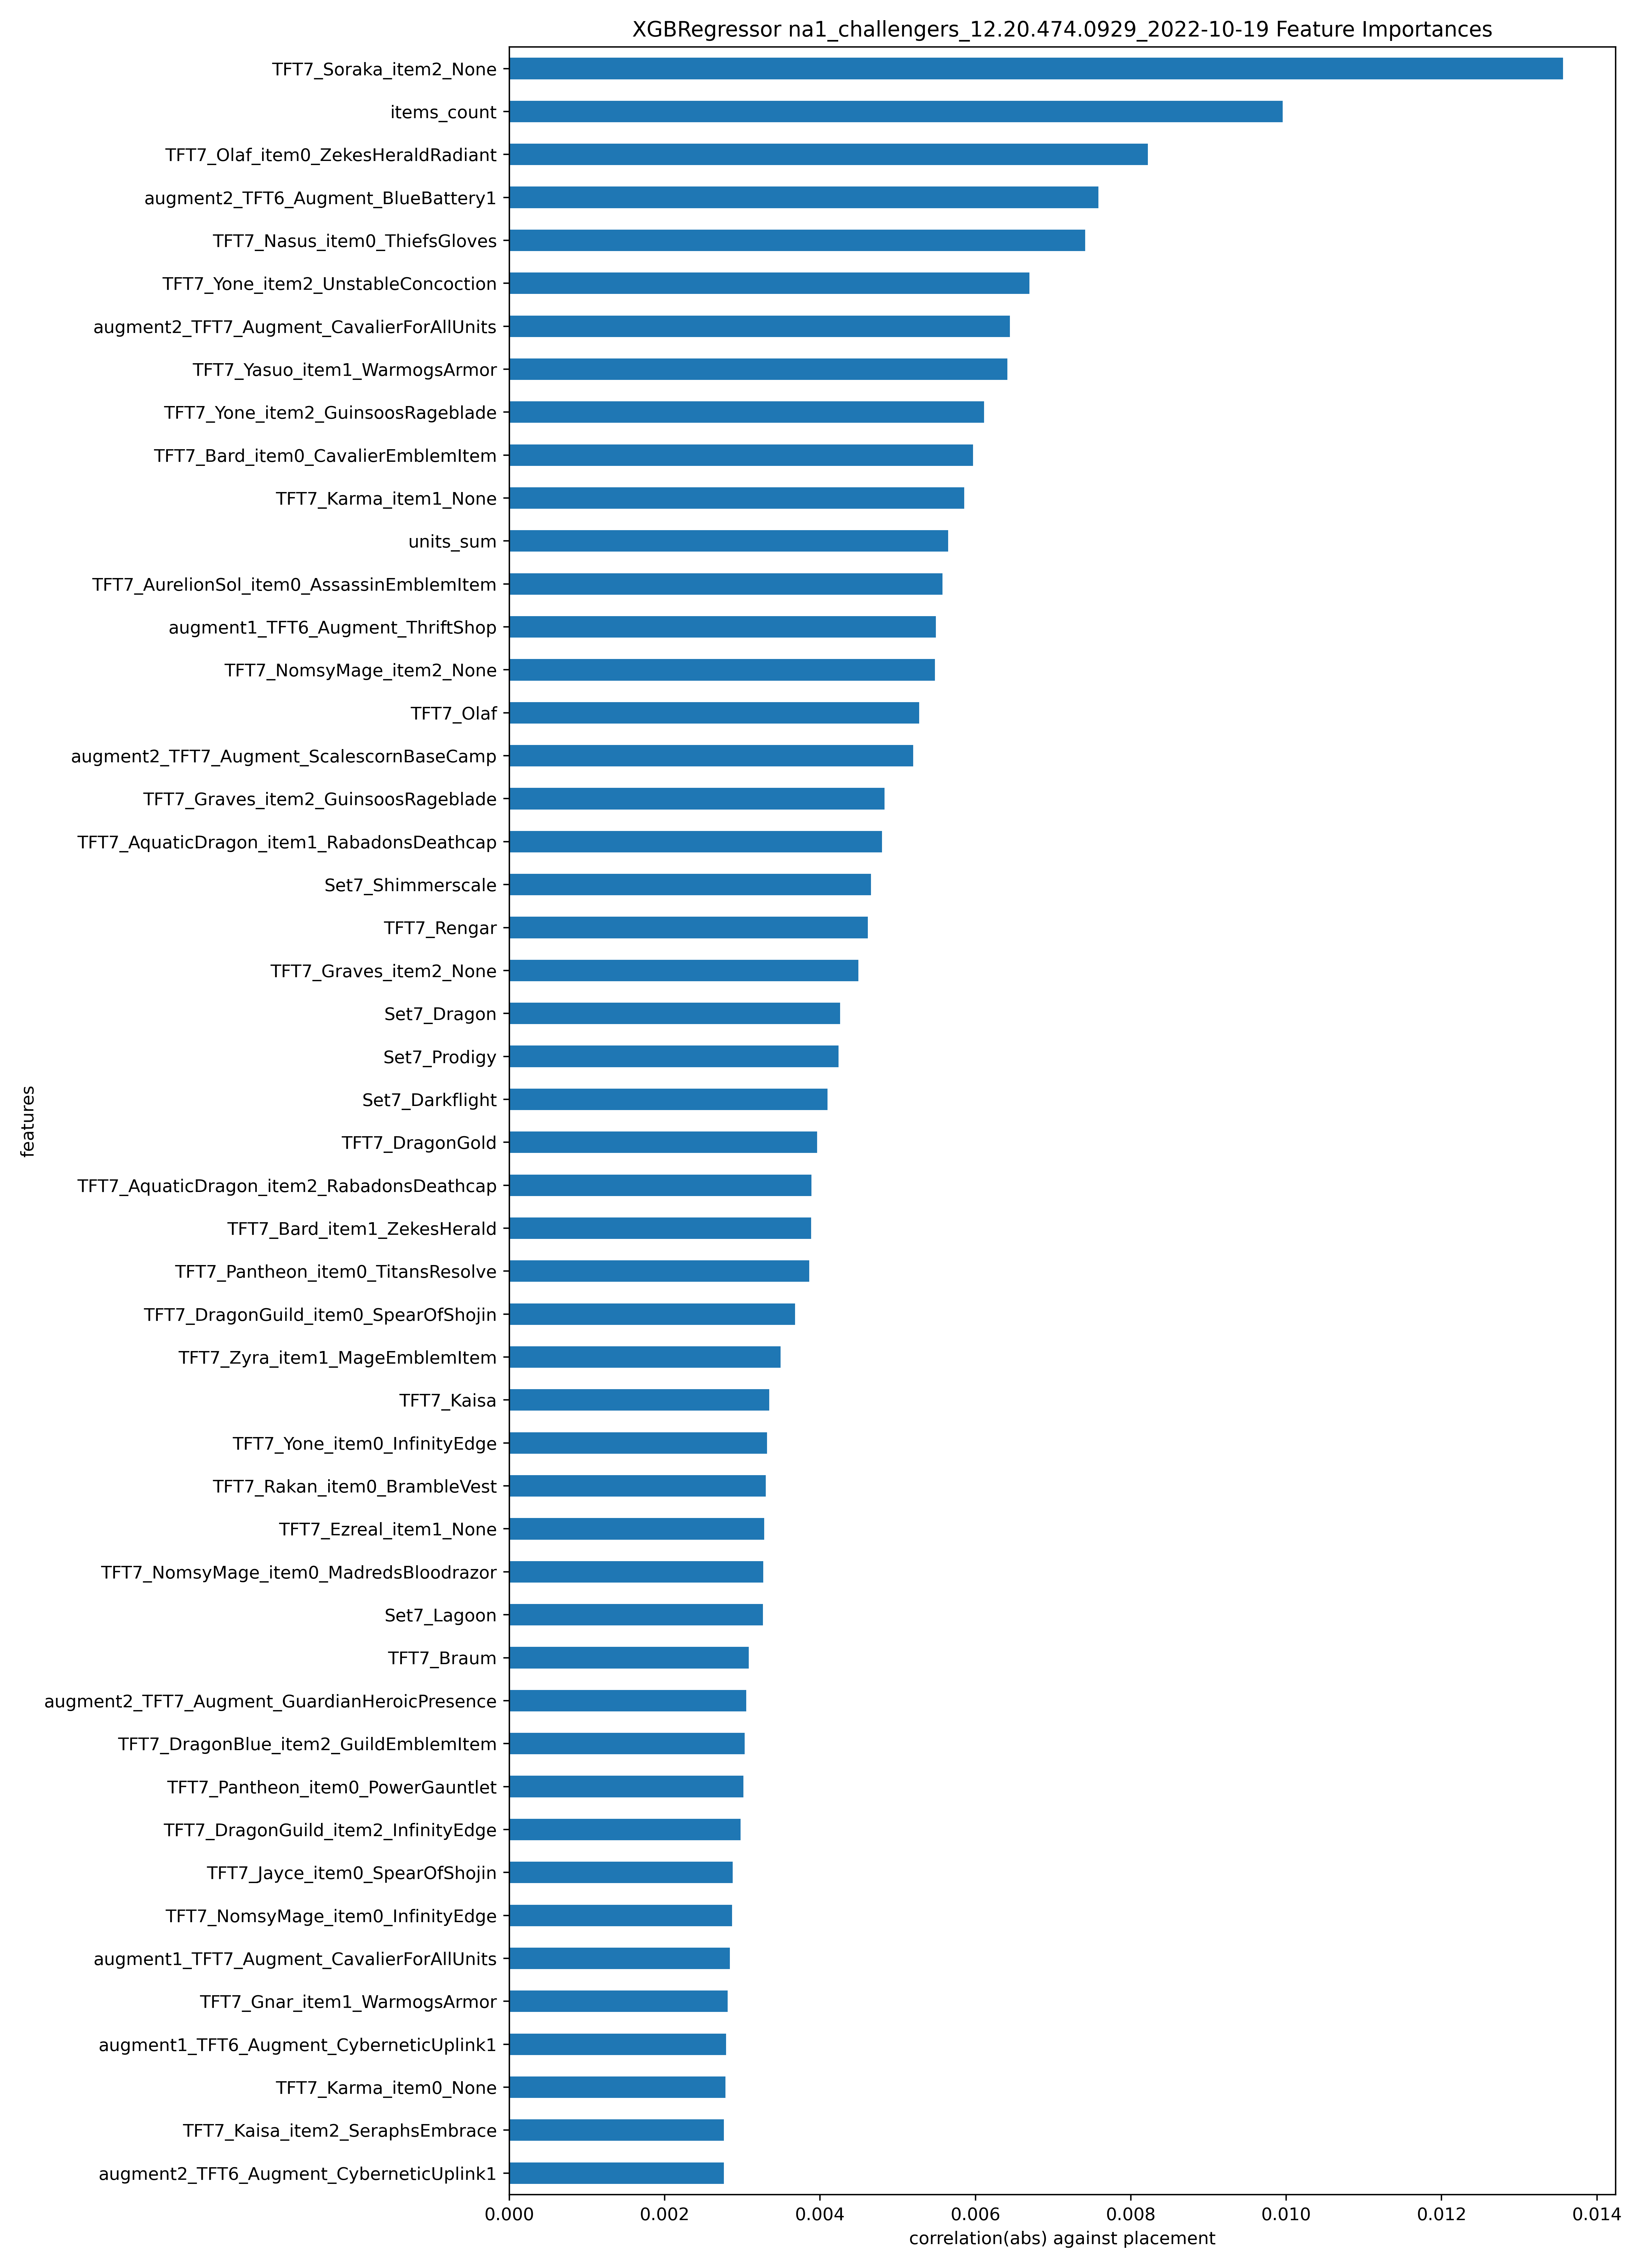 XGBRegressor na1_challengers_12.20.474.0929_2022-10-19 Feature Importances
TFT7_Soraka_item2_None
items_count
TFT7_Olaf_item0_ZekesHeraldRadiant
augment2_TFT6_Augment_BlueBattery1
TFT7_Nasus_item0_ThiefsGloves
TFT7_Yone_item2_UnstableConcoction
augment2_TFT7_Augment_CavalierForAllUnits
TFT7_Yasuo_item1_WarmogsArmor
TFT7_Yone_item2_GuinsoosRageblade
TFT7_Bard_item0_CavalierEmblemItem
TFT7_Karma_item1_None
units_sum
TFT7_AurelionSol_item0_AssassinEmblemItem
augment1_TFT6_Augment_ThriftShop
TFT7_NomsyMage_item2_None
TFT7_Olaf
augment2_TFT7_Augment_ScalescornBaseCamp
TFT7_Graves_item2_GuinsoosRageblade
TFT7_AquaticDragon_item1_RabadonsDeathcap
Set7_Shimmerscale
TFT7_Rengar
TFT7_Graves_item2_None
Set7_Dragon
Set7_Prodigy
Set7_Darkflight
TFT7_DragonGold
TFT7_AquaticDragon_item2_RabadonsDeathcap
TFT7_Bard_item1_ZekesHerald
TFT7_Pantheon_item0_TitansResolve
TFT7_DragonGuild_item0_SpearOfShojin
TFT7_Zyra_item1_MageEmblemItem
TFT7_Kaisa
TFT7_Yone_item0_InfinityEdge
TFT7_Rakan_item0_BrambleVest
TFT7_Ezreal_item1_None
TFT7_NomsyMage_item0_MadredsBloodrazor
Set7_Lagoon
TFT7_Braum
augment2_TFT7_Augment_GuardianHeroicPresence
TFT7_DragonBlue_item2_GuildEmblemItem
TFT7_Pantheon_item0_PowerGauntlet
TFT7_DragonGuild_item2_InfinityEdge
TFT7_Jayce_item0_SpearOfShojin
TFT7_NomsyMage_item0_InfinityEdge
augment1_TFT7_Augment_CavalierForAllUnits
TFT7_Gnar_item1_WarmogsArmor
augment1_TFT6_Augment_CyberneticUplink1
TFT7_Karma_item0_None
TFT7_Kaisa_item2_SeraphsEmbrace
augment2_TFT6_Augment_CyberneticUplink1
features
0.000 0.002 0.004 0.006 0.008 0.010 0.012 0.014
correlation(abs) against placement